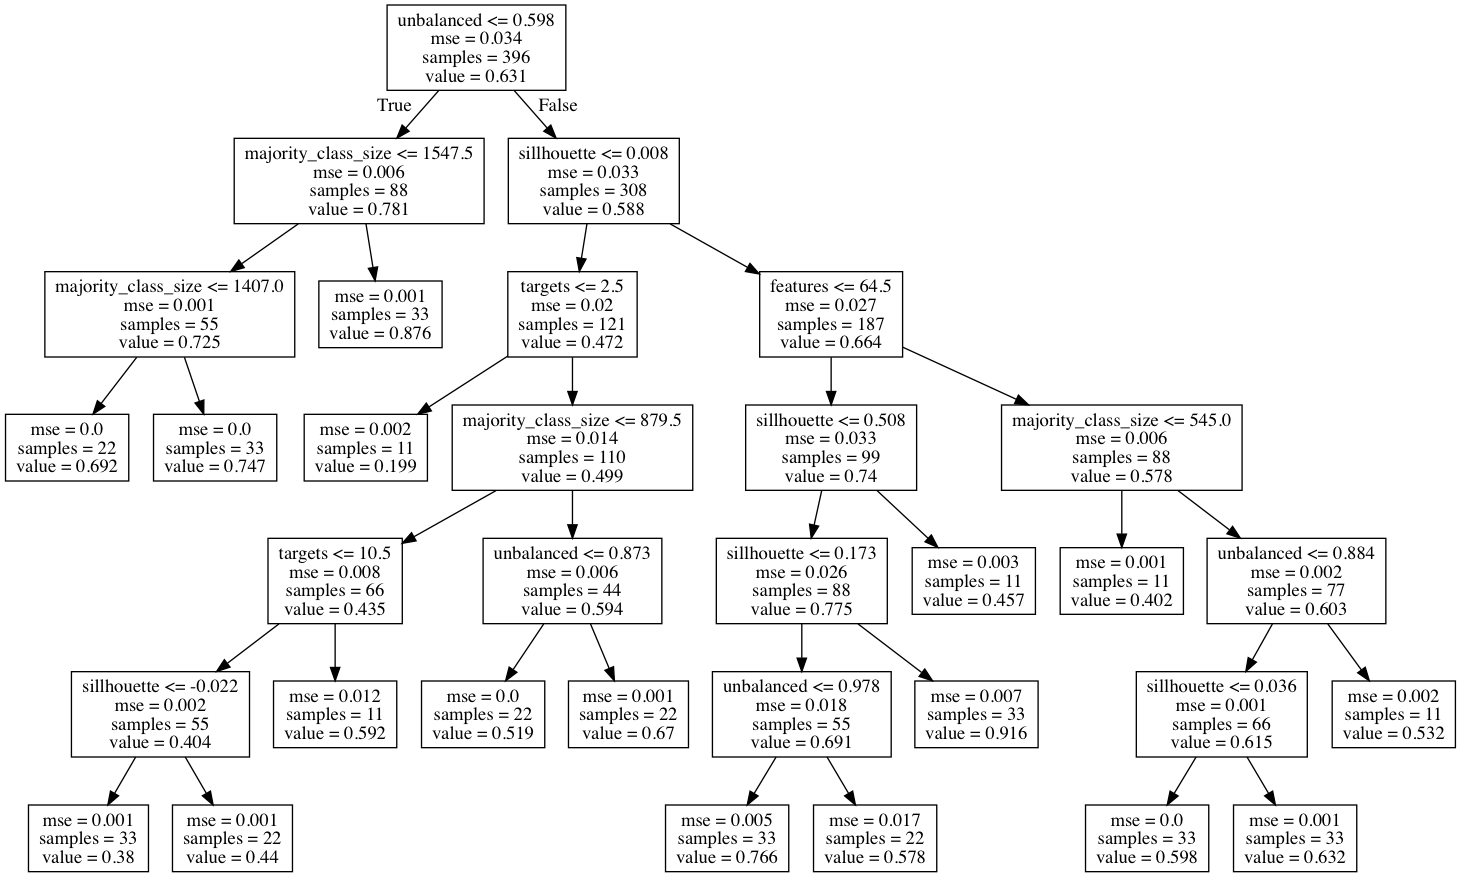 unbalanced <= 0.598
mse = 0.034
samples = 396
value = 0.631
True
False
majority_class_size <= 1547.5
mse = 0.006
samples = 88
value = 0.781
sillhouette <= 0.008
mse = 0.033
samples = 308
value = 0.588
majority_class_size <= 1407.0
mse = 0.001
samples = 55
value = 0.725
mse = 0.001
samples = 33
value = 0.876
targets <= 2.5
mse = 0.02
samples = 121
value = 0.472
features <= 64.5
mse = 0.027
samples = 187
value = 0.664
mse = 0.0
samples = 22
value = 0.692
mse = 0.0
samples = 33
value = 0.747
mse = 0.002
samples = 11
value = 0.199
majority_class_size <= 879.5
mse = 0.014
samples = 110
value = 0.499
sillhouette <= 0.508
mse = 0.033
samples = 99
value = 0.74
majority_class_size <= 545.0
mse = 0.006
samples = 88
value = 0.578
targets <= 10.5
mse = 0.008
samples = 66
value = 0.435
unbalanced <= 0.873
mse = 0.006
samples = 44
value = 0.594
sillhouette <= 0.173
mse = 0.026
samples = 88
value = 0.775
mse = 0.003
samples = 11
value = 0.457
mse = 0.001
samples = 11
value = 0.402
unbalanced <= 0.884
mse = 0.002
samples = 77
value = 0.603
sillhouette <= -0.022
mse = 0.002
samples = 55
value = 0.404
mse = 0.012
samples = 11
value = 0.592
mse = 0.0
samples = 22
value = 0.519
mse = 0.001
samples = 22
value = 0.67
unbalanced <= 0.978
mse = 0.018
samples = 55
value = 0.691
mse = 0.007
samples = 33
value = 0.916
sillhouette <= 0.036
mse = 0.001
samples = 66
value = 0.615
mse = 0.002
samples = 11
value = 0.532
mse = 0.001
samples = 33
value = 0.38
mse = 0.001
samples = 22
value = 0.44
mse = 0.005
samples = 33
value = 0.766
mse = 0.017
samples = 22
value = 0.578
mse = 0.0
samples = 33
value = 0.598
mse = 0.001
samples = 33
value = 0.632